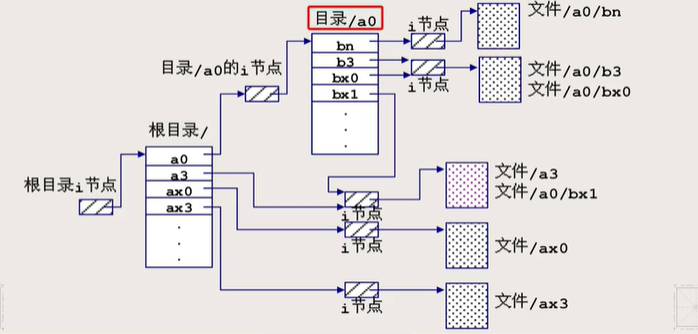 目录/a0
i节点
文件/a0/bn
bn
b3
bx0
bx1
.
.
.
i节点
文件/a0/b3
文件/a0/bx0
目录/a0的i节点
根目录/
a0
a3
ax0
ax3
.
.
.
根目录i节点
文件/a3
文件/a0/bx1
i节点
i节点
文件/ax0
i节点
文件/ax3